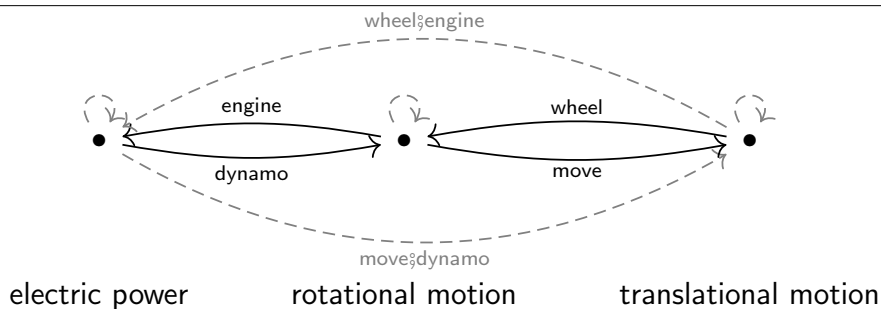 wheel⨟engine
engine
wheel
dynamo
move
move⨟dynamo
electric power rotational motion translational motion